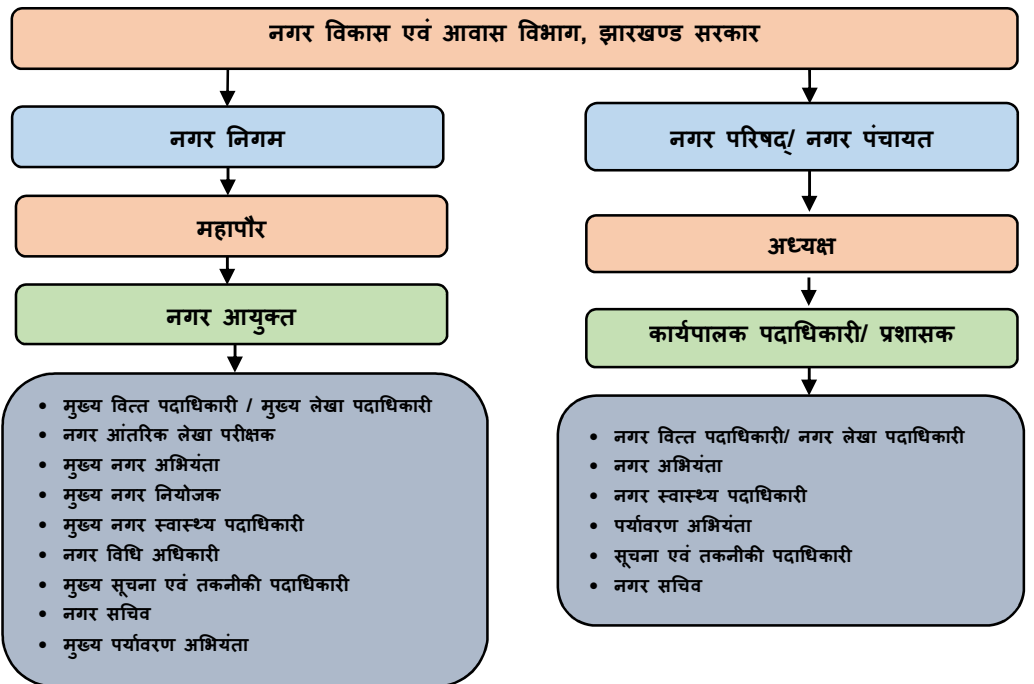 नगर विकास एवं आवास विभाग, झारखण्ड सरकार
नगर निगम
महापौर
नगर आयुक्त
• मुख्य वित्त पदाधिकारी / मुख्य लेखा पदाधिकारी
• नगर आंतरिक लेखा परीक्षक
• मुख्य नगर अभियंता
• मुख्य नगर नियोजक
• मुख्य नगर स्वास्थ्य पदाधिकारी
• नगर विधि अधिकारी
• मुख्य सूचना एवं तकनीकी पदाधिकारी
• नगर सचिव
• मुख्य पर्यावरण अभियंता
नगर परिषद्/ नगर पंचायत
अध्यक्ष
कार्यपालक पदाधिकारी/ प्रशासक
• नगर वित्त पदाधिकारी/ नगर लेखा पदाधिकारी
• नगर अभियंता
• नगर स्वास्थ्य पदाधिकारी
• पर्यावरण अभियंता
• सूचना एवं तकनीकी पदाधिकारी
• नगर सचिव